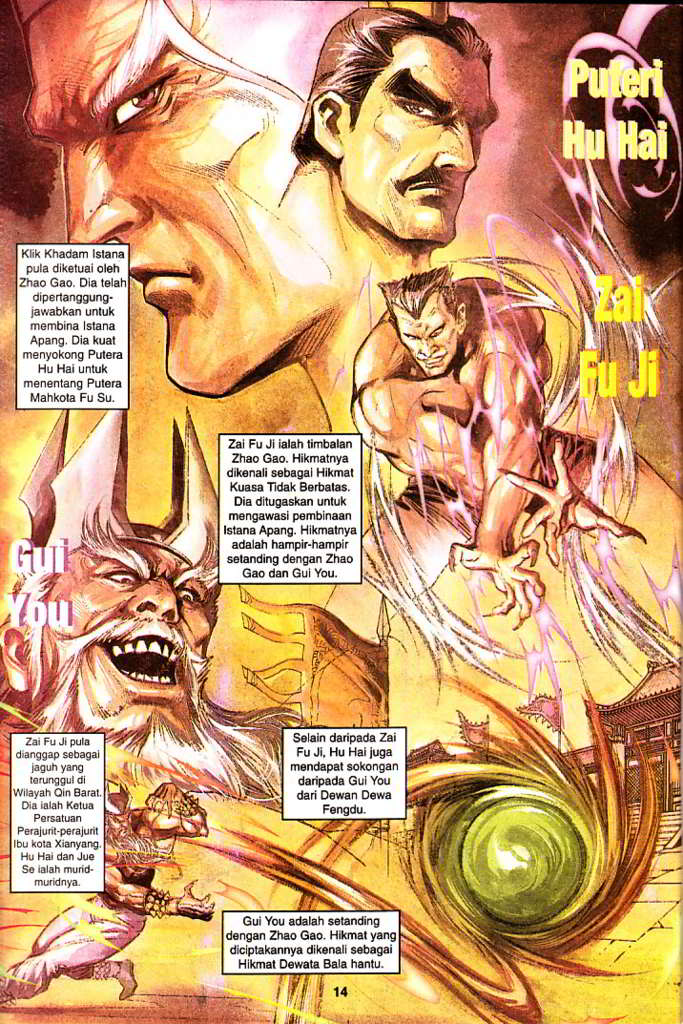 Puteri
Hu Hai
Klik Khadam Istana
pula diketuai oleh
Zhao Gao. Dia telah
dipertanggung-
jawabkan untuk
membina Istana
Apang. Dia kuat
menyokong Putera
Hu Hai untuk
menentang Putera
Mahkota Fu Su.
Zai
Fu Ji
Zai Fu Ji ialah timbalan
Zhao Gao. Hikmatnya
dikenali sebagai Hikmat
Kuasa Tidak Berbatas.
Dia ditugaskan untuk
mengawasi pembinaan
Istana Apang. Hikmatnya
adalah hampir-hampir
setanding dengan Zhao
Gao dan Gui You.
Gui
You
Zai Fu Ji pula
dianggap sebagai
jaguh yang
terunggul di
Wilayah Qin Barat.
Dia ialah Ketua
Persatuan
Perajurit-perajurit
Ibu kota Xianyang.
Hu Hai dan Jue
Se ialah murid-
muridnya.
Selain daripada Zai
Fu Ji, Hu Hai juga
mendapat sokongan
daripada Gui You
dari Dewan Dewa
Fengdu.
Gui You adalah setanding
dengan Zhao Gao. Hikmat yang
diciptakannya dikenali sebagai
Hikmat Dewata Bala hantu.
14